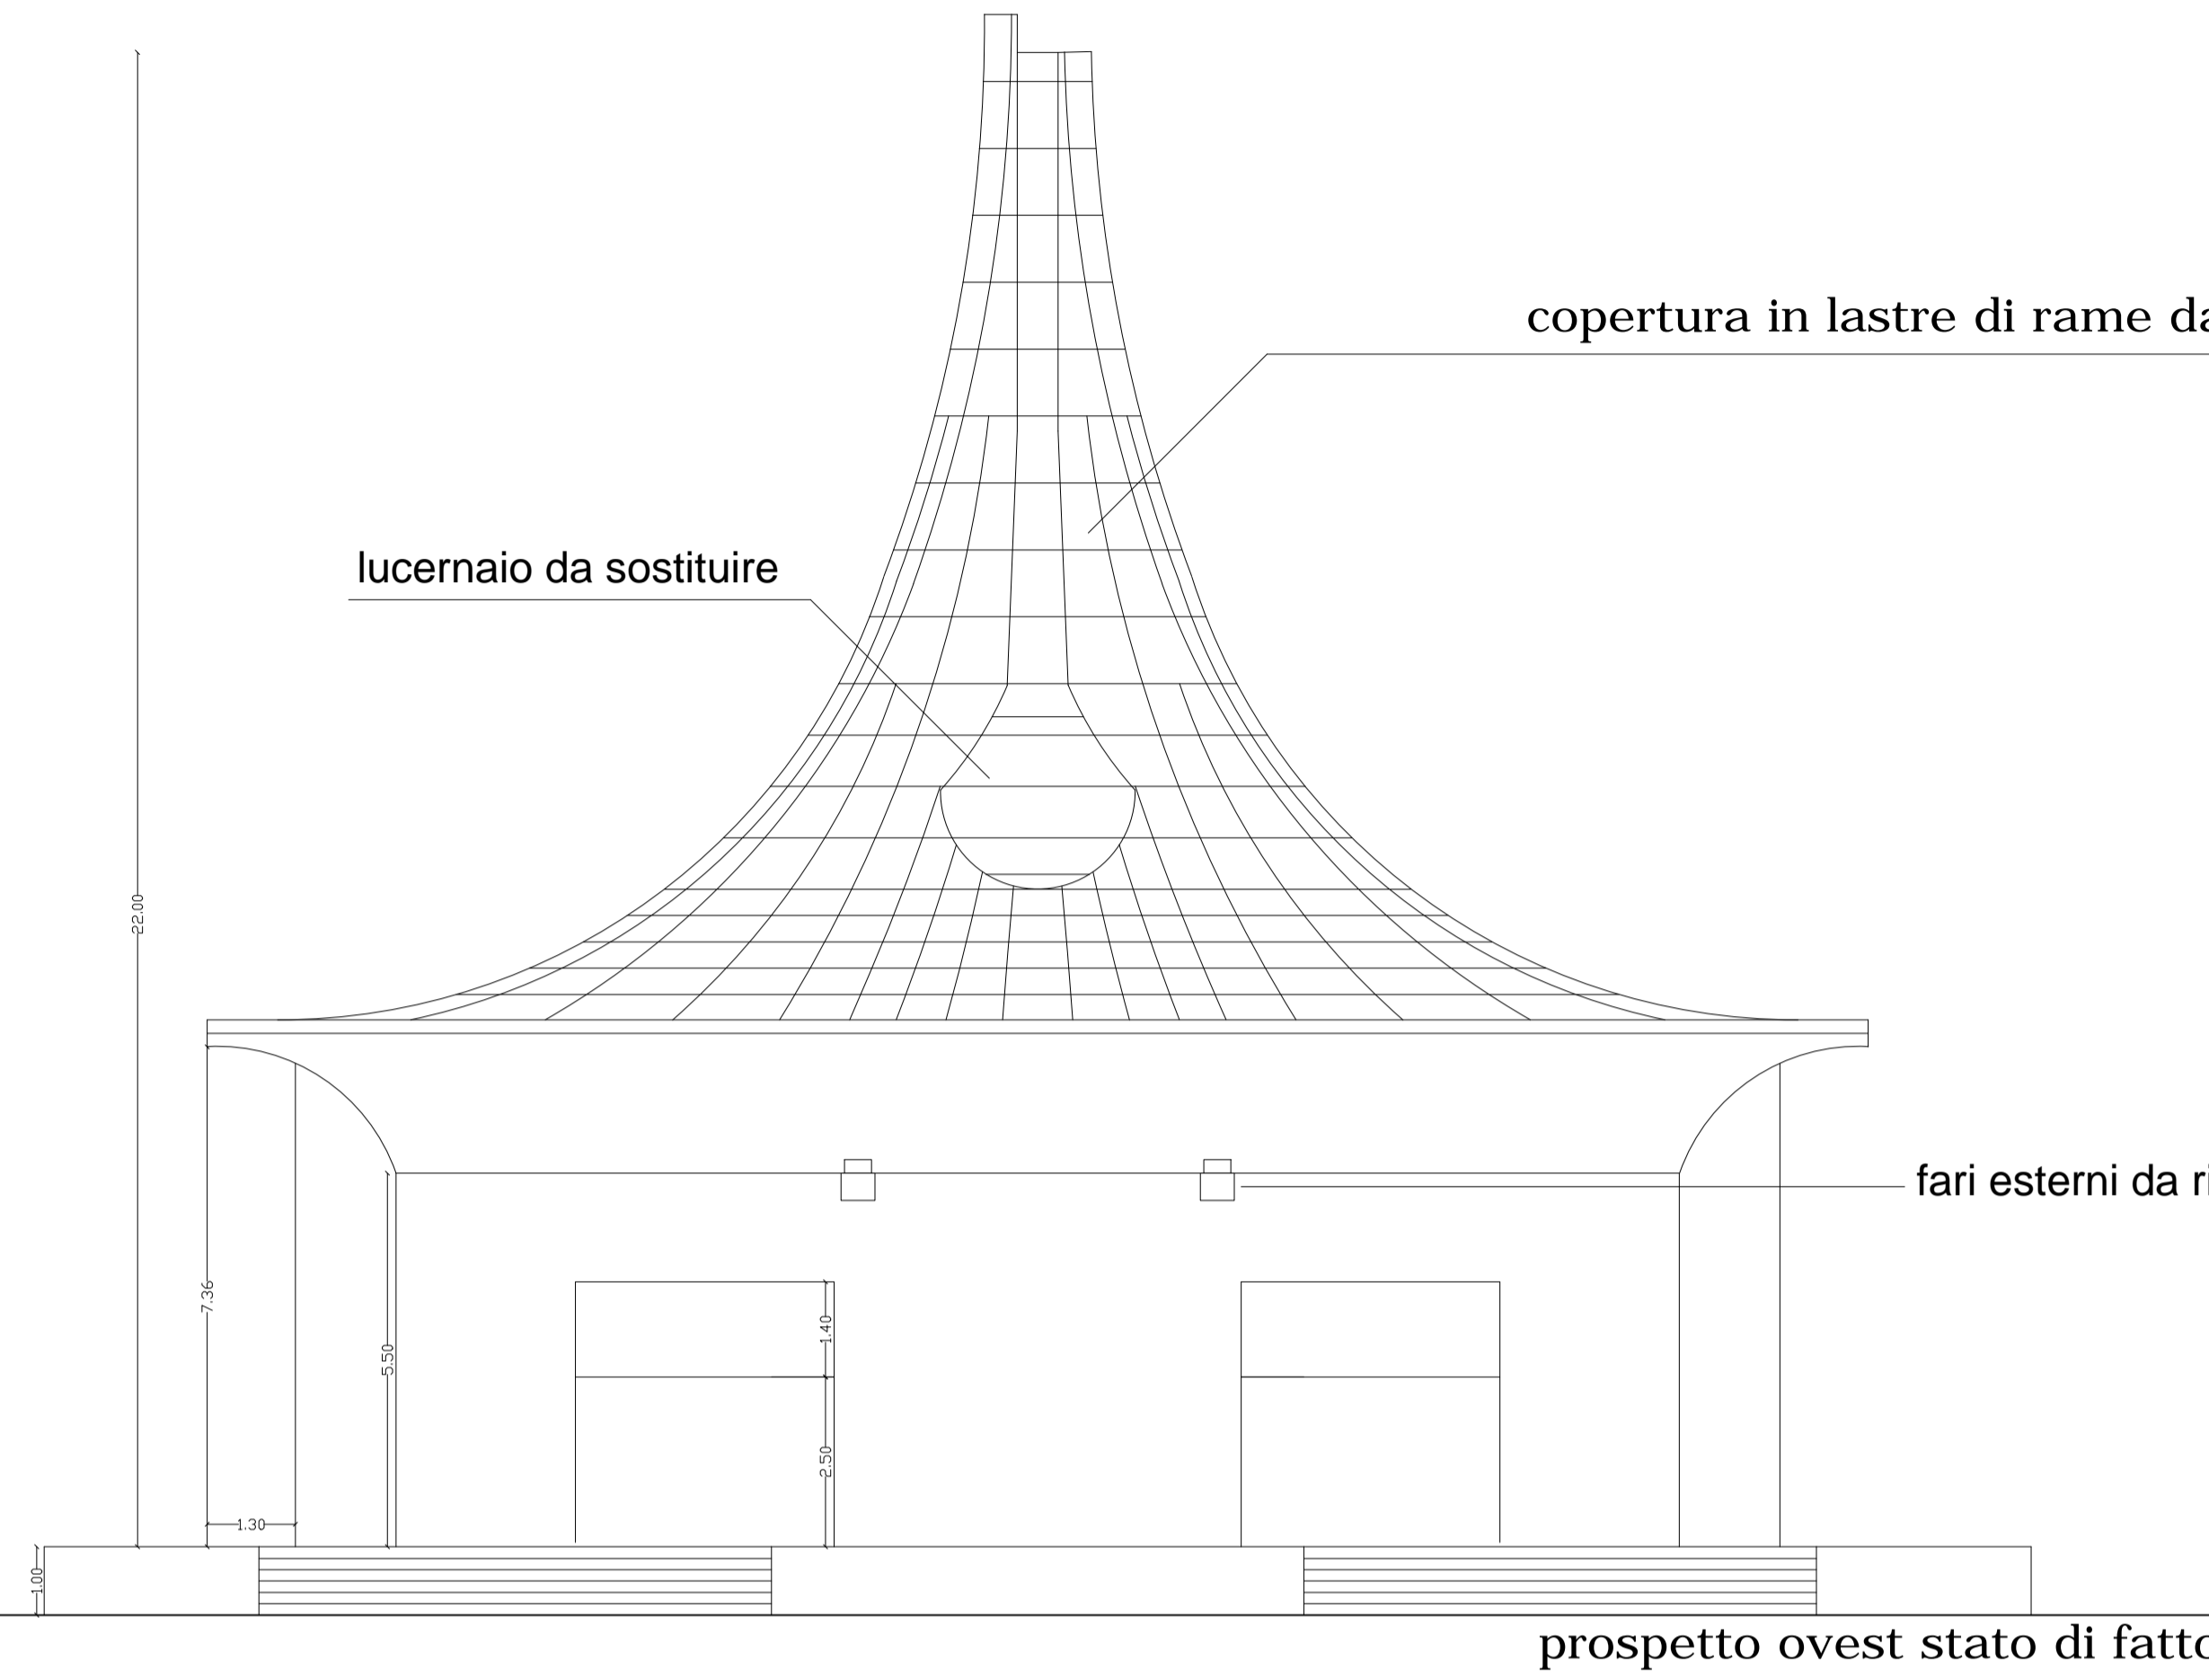 copertura in lastre di rame da
lucernaio da sostituire
22.00
fari esterni da ri
7.36
1.40
5.50
2.50
1.30
1.00
prospetto ovest stato di fatto